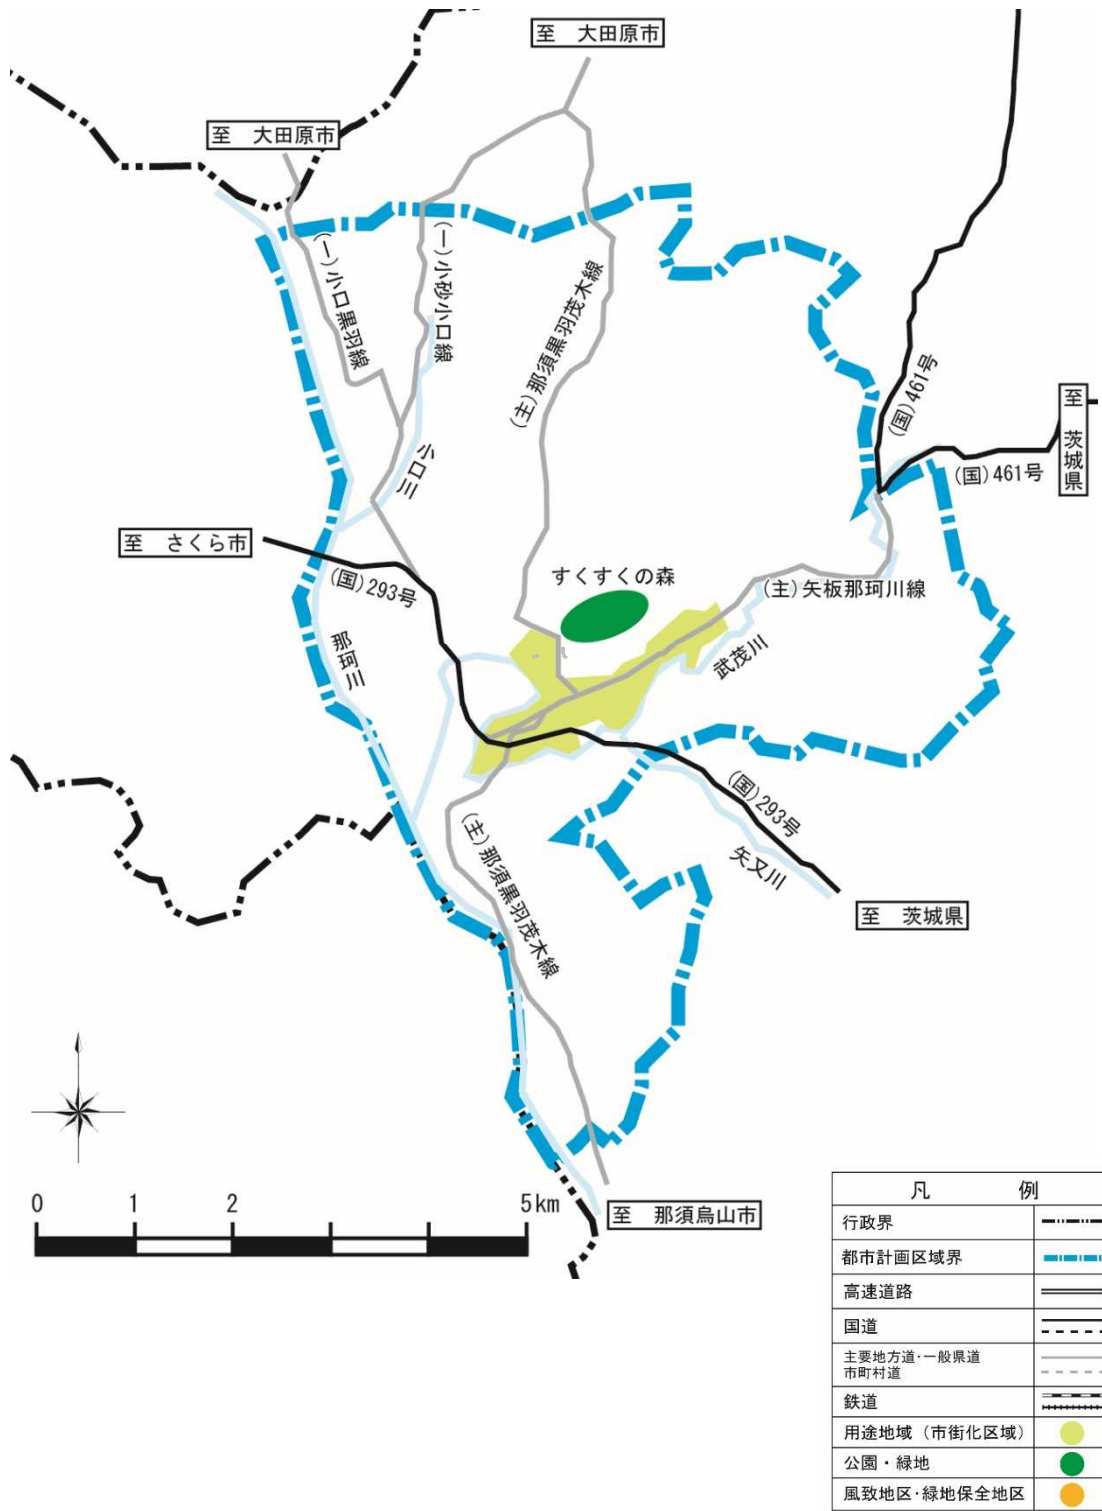 至　大田原市
至　大田原市
(一)小口黒羽線
(一)小砂小口線
(主)那須黒羽茂木線
(国)461号
至　茨城県
(国)461号
小口川
至　さくら市
(国)293号
すくすくの森
(主)矢板那珂川線
那珂川
武茂川
(国)293号
矢又川
(主)那須黒羽茂木線
至　茨城県
0 1 2 5km
至　那須烏山市
凡　例
行政界
都市計画区域界
高速道路
国道
主要地方道・一般県道
市町村道
鉄道
用途地域（市街化区域）
公園・緑地
風致地区・緑地保全地区